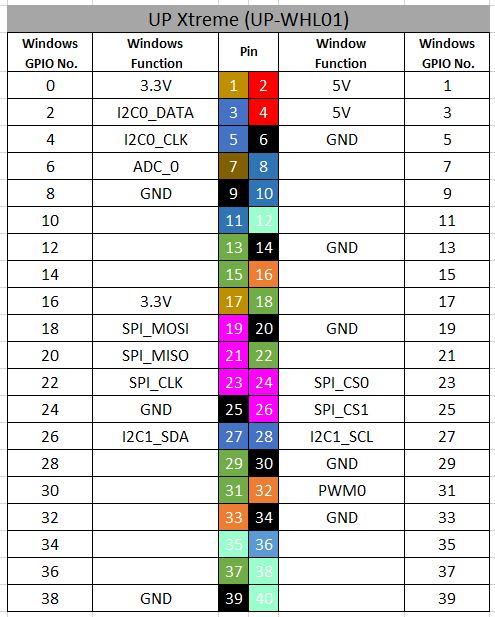 UP Xtreme (UP-WHL01)
Windows GPIO No. Windows Function Pin Window Function Windows GPIO No.
0 3.3V 1 2 5V 1
2 I2C0_DATA 3 4 5V 3
4 I2C0_CLK 5 6 GND 5
6 ADC_0 7 8 7
8 GND 9 10 9
10 11 12 11
12 13 14 GND 13
14 15 16 15
16 3.3V 17 18 17
18 SPI_MOSI 19 20 GND 19
20 SPI_MISO 21 22 21
22 SPI_CLK 23 24 SPI_CS0 23
24 GND 25 26 SPI_CS1 25
26 I2C1_SDA 27 28 I2C1_SCL 27
28 29 30 GND 29
30 31 32 PWM0 31
32 33 34 GND 33
34 35 36 35
36 37 38 37
38 GND 39 40 39